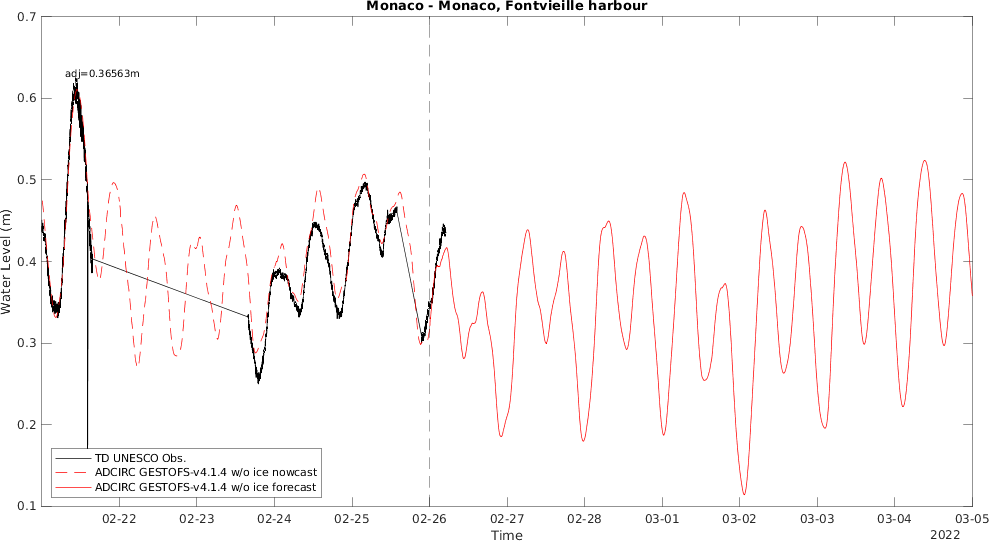 Monaco - Monaco, Fontvieille harbour
adj=0.36563m
Water Level (m)
0.7
0.6
0.5
0.4
0.3
0.2
0.1
TD UNESCO Obs.
ADCIRC GESTOFS-v4.1.4 w/o ice nowcast
ADCIRC GESTOFS-v4.1.4 w/o ice forecast
02-22
02-23
02-24
02-25
02-26
02-27
02-28
03-01
03-02
03-03
03-04
03-05
Time
2022